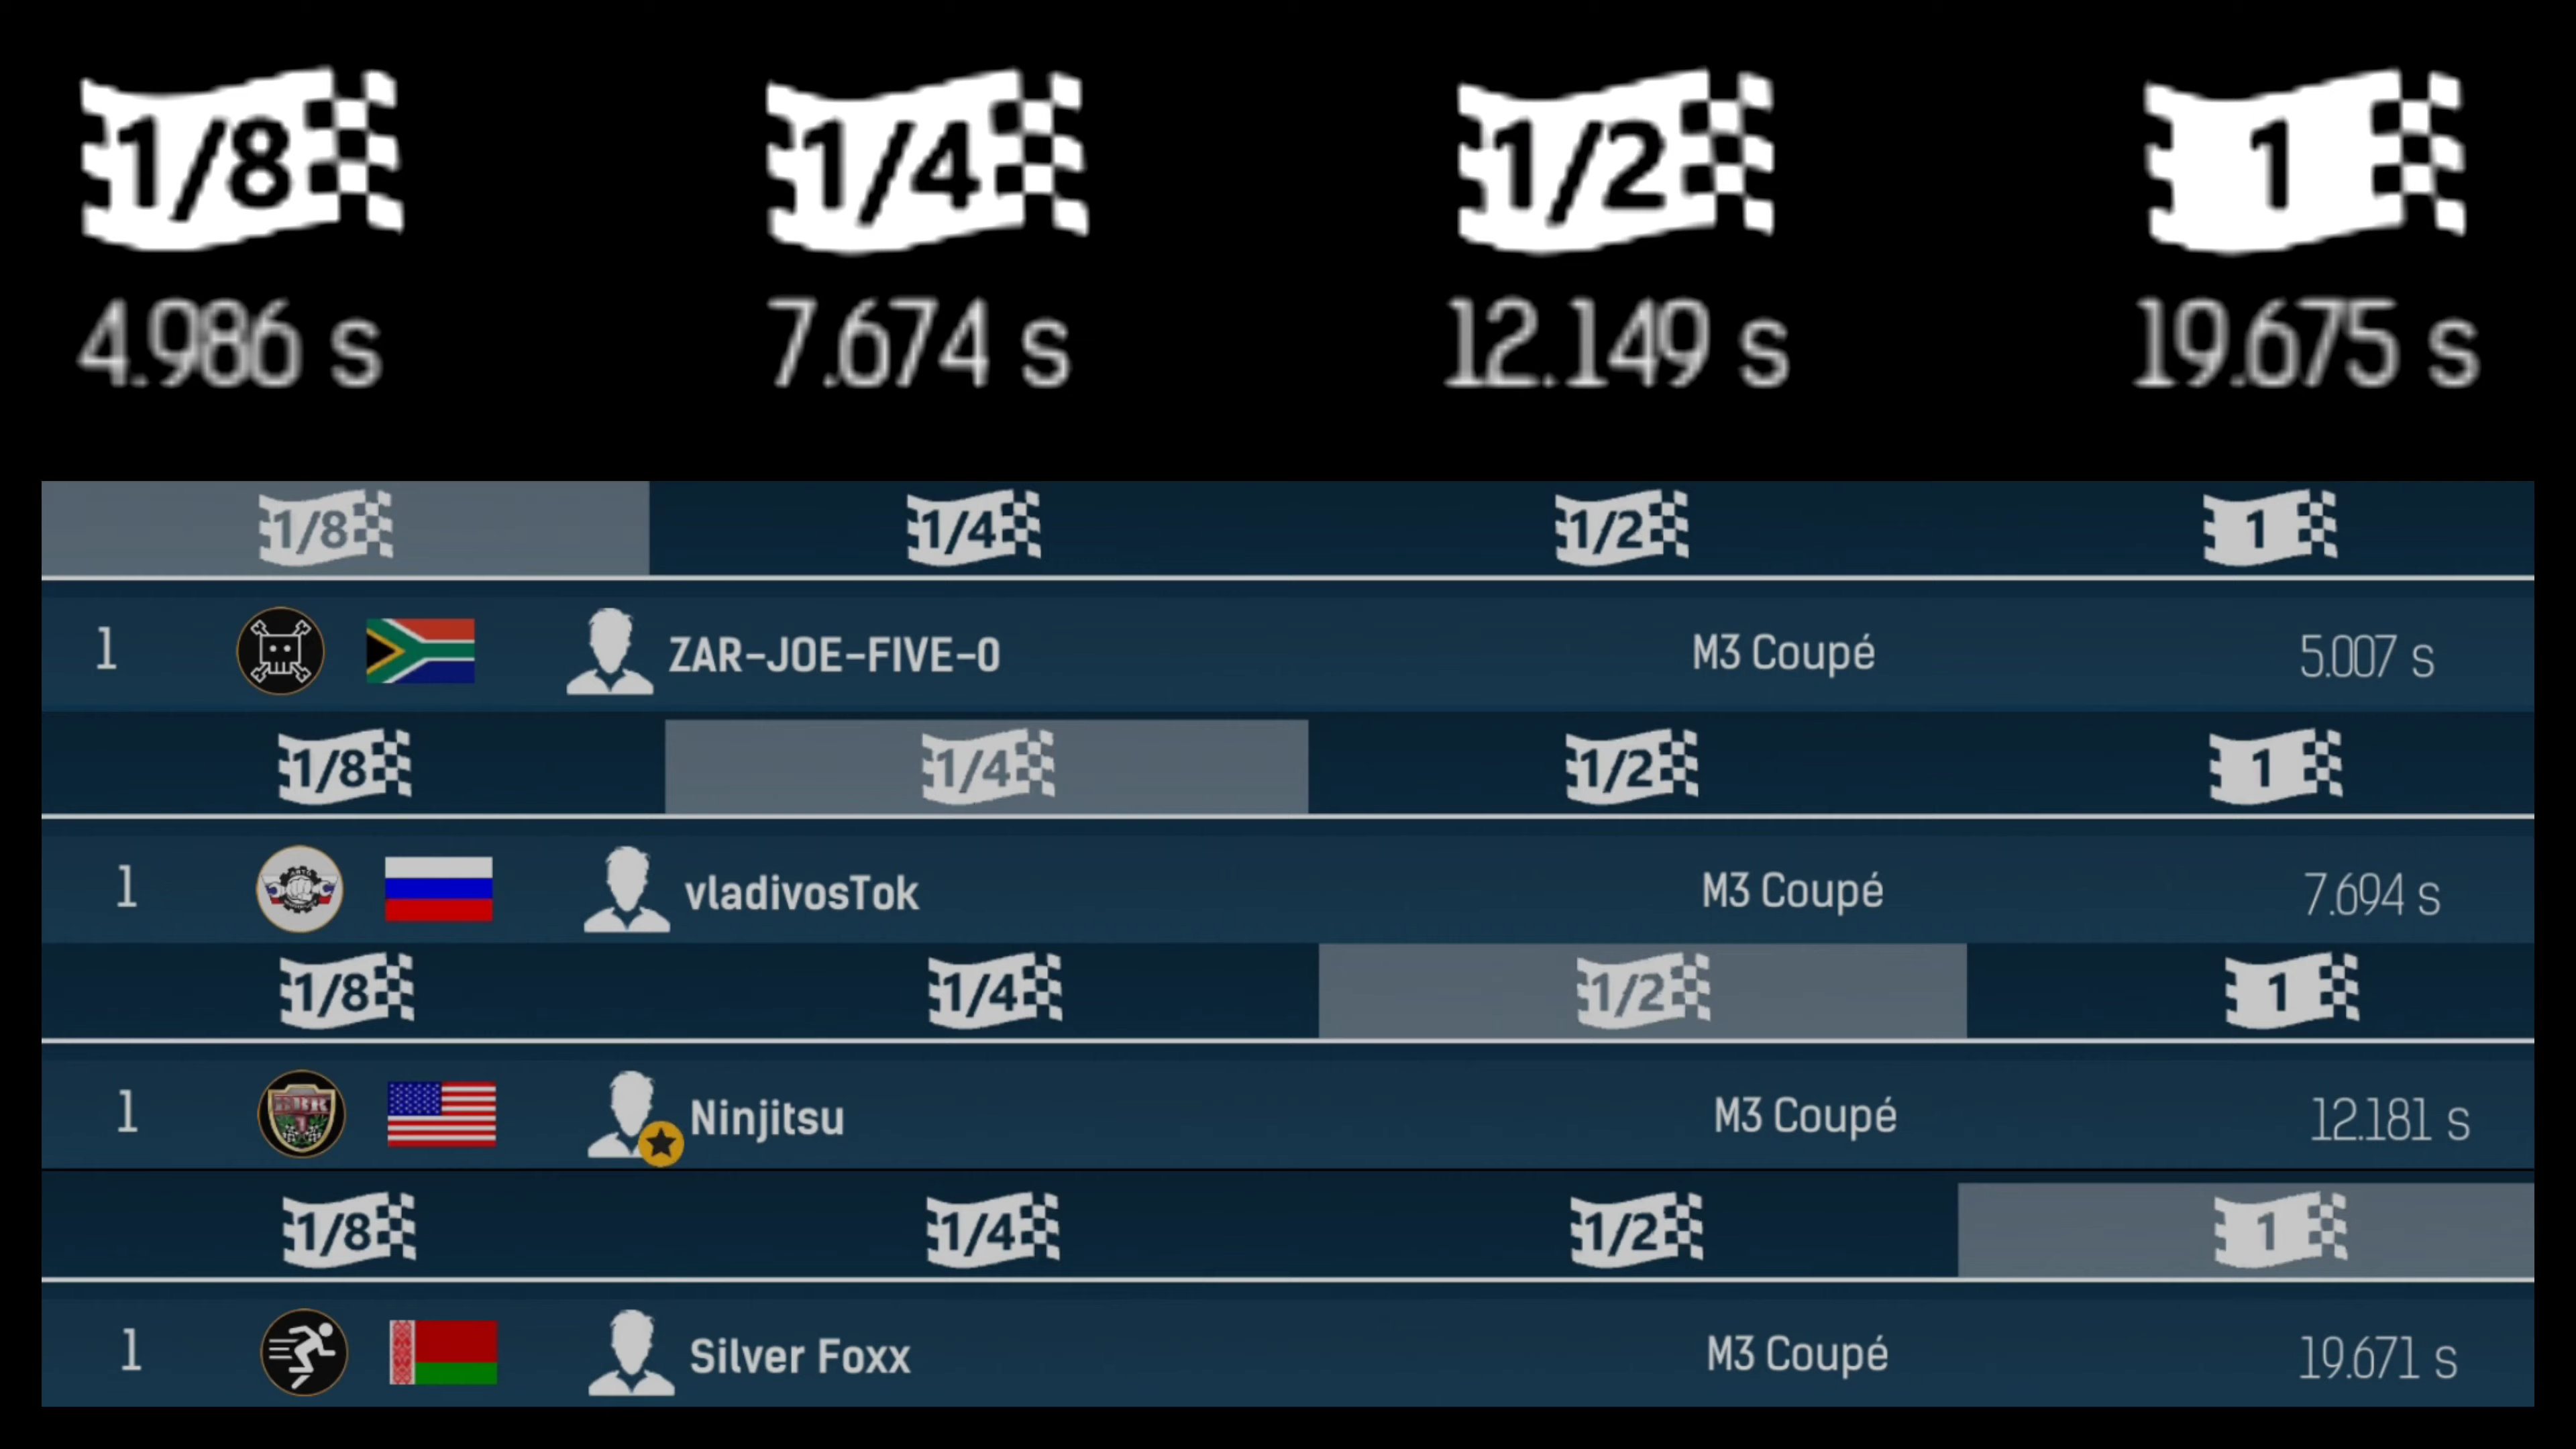 1/8 1/4 1/2 1
4.986 s 7.674 s 12.149 s 19.675 s
1/8 1/4 1/2 1
1 ZAR-JOE-FIVE-0 M3 Coupé 5.007 s
1/8 1/4 1/2 1
1 vladivosTok M3 Coupé 7.694 s
1/8 1/4 1/2 1
1 Ninjitsu M3 Coupé 12.181 s
1/8 1/4 1/2 1
1 Silver Foxx M3 Coupé 19.671 s